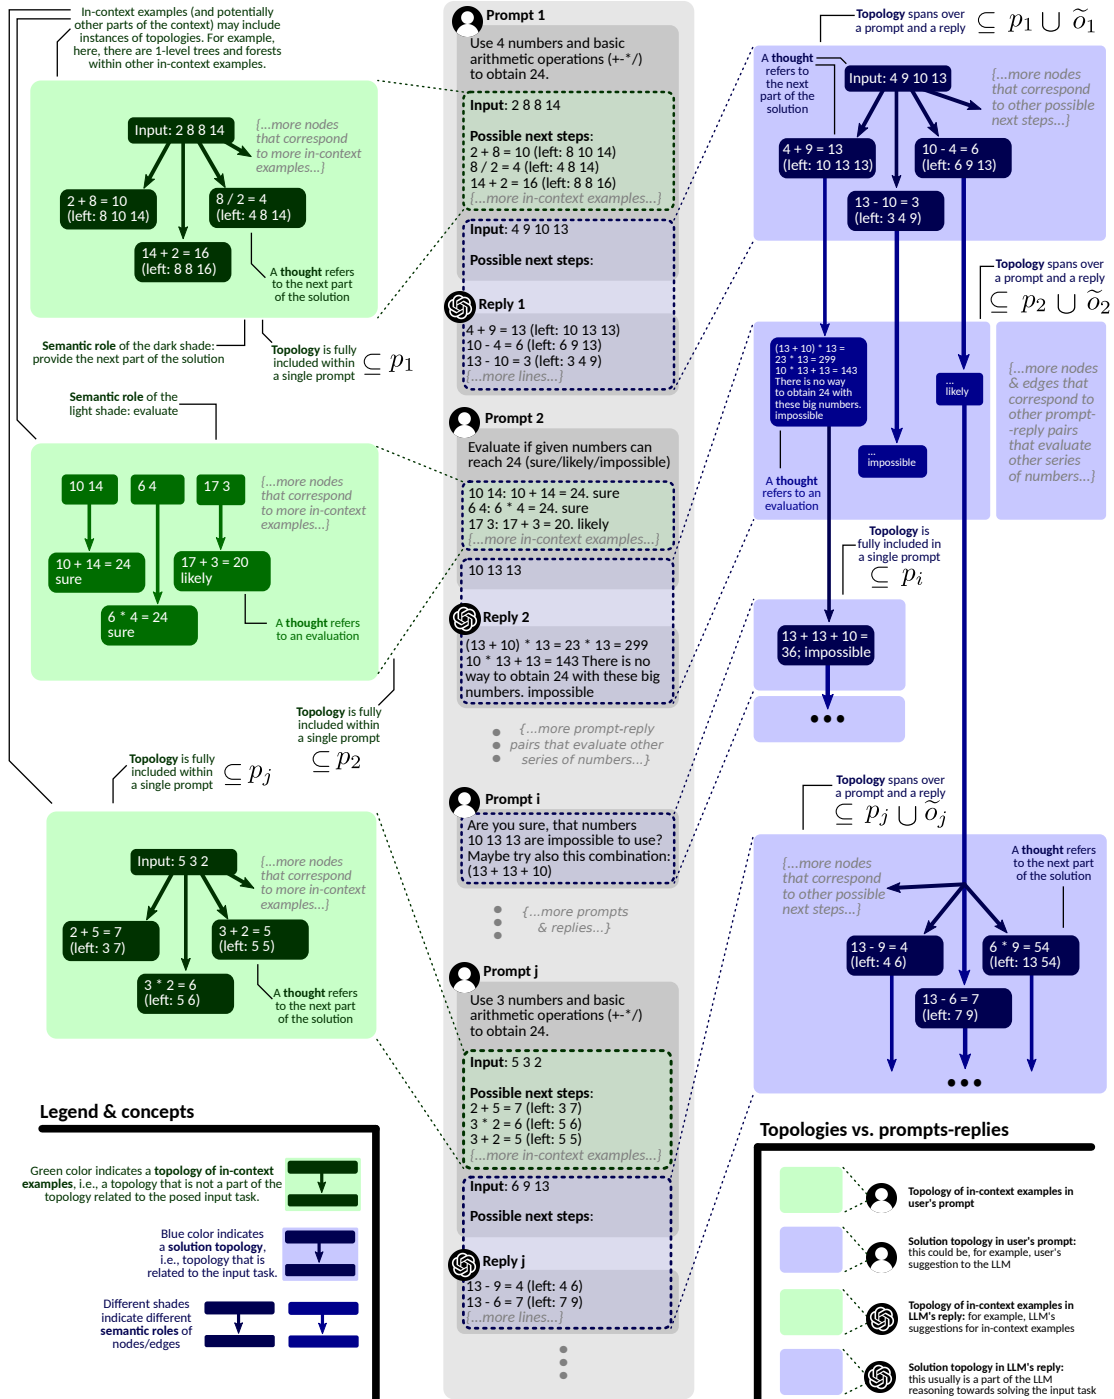 In-context examples (and potentially
other parts of the context) may include
instances of topologies. For example,
here, there are 1-level trees and forests
within other in-context examples.
Input: 2 8 8 14
{...more nodes
that correspond
to more in-context
examples...}
2 + 8 = 10
(left: 8 10 14)
8 / 2 = 4
(left: 4 8 14)
14 + 2 = 16
(left: 8 8 16)
A thought refers
to the next part
of the solution
Semantic role of the dark shade:
provide the next part of the solution
Topology is fully
included within
a single prompt
⊆ p1
Semantic role of the
light shade: evaluate
10 14
6 4
17 3
{...more nodes
that correspond
to more in-context
examples...}
10 + 14 = 24
sure
17 + 3 = 20
likely
6 * 4 = 24
sure
A thought refers
to an evaluation
Topology is fully
included within
a single prompt
⊆ p2
Topology is fully
included within
a single prompt
⊆ pj
Input: 5 3 2
{...more nodes
that correspond
to more in-context
examples...}
2 + 5 = 7
(left: 3 7)
3 + 2 = 5
(left: 5 5)
3 * 2 = 6
(left: 5 6)
A thought refers
to the next part
of the solution
Legend & concepts
Green color indicates a topology of in-context
examples, i.e., a topology that is not a part of the
topology related to the posed input task.
Blue color indicates
a solution topology,
i.e., topology that is
related to the input task.
Different shades
indicate different
semantic roles of
nodes/edges
Prompt 1
Use 4 numbers and basic
arithmetic operations (+-*/)
to obtain 24.
Input: 2 8 8 14
Possible next steps:
2 + 8 = 10 (left: 8 10 14)
8 / 2 = 4 (left: 4 8 14)
14 + 2 = 16 (left: 8 8 16)
{...more in-context examples...}
Input: 4 9 10 13
Possible next steps:
Reply 1
4 + 9 = 13 (left: 10 13 13)
10 - 4 = 6 (left: 6 9 13)
13 - 10 = 3 (left: 3 4 9)
{...more lines...}
Prompt 2
Evaluate if given numbers can
reach 24 (sure/likely/impossible)
10 14: 10 + 14 = 24. sure
6 4: 6 * 4 = 24. sure
17 3: 17 + 3 = 20. likely
{...more in-context examples...}
10 13 13
Reply 2
(13 + 10) * 13 = 23 * 13 = 299
10 * 13 + 13 = 143 There is no
way to obtain 24 with these big
numbers. impossible
{...more prompt-reply
pairs that evaluate other
series of numbers...}
Prompt i
Are you sure, that numbers
10 13 13 are impossible to use?
Maybe try also this combination:
(13 + 13 + 10)
{...more prompts
& replies...}
Prompt j
Use 3 numbers and basic
arithmetic operations (+-*/)
to obtain 24.
Input: 5 3 2
Possible next steps:
2 + 5 = 7 (left: 3 7)
3 * 2 = 6 (left: 5 6)
3 + 2 = 5 (left: 5 5)
{...more in-context examples...}
Input: 6 9 13
Possible next steps:
Reply j
13 - 9 = 4 (left: 4 6)
13 - 6 = 7 (left: 7 9)
{...more lines...}
Topology spans over
a prompt and a reply
⊆ p1 ∪ õ1
A thought
refers to
the next
part of the
solution
Input: 4 9 10 13
{...more nodes
that correspond
to other possible
next steps...}
4 + 9 = 13
(left: 10 13 13)
10 - 4 = 6
(left: 6 9 13)
13 - 10 = 3
(left: 3 4 9)
Topology spans over
a prompt and a reply
⊆ p2 ∪ õ2
(13 + 10) * 13 =
23 * 13 = 299
10 * 13 + 13 = 143
There is no way
to obtain 24 with
these big numbers.
impossible
...
likely
...
impossible
{...more nodes
& edges that
correspond to
other prompt-
-reply pairs
that evaluate
other series
of numbers...}
A thought
refers to an
evaluation
Topology is
fully included in
a single prompt
⊆ pi
13 + 13 + 10 =
36; impossible
Topology spans over
a prompt and a reply
⊆ pj ∪ õj
{...more nodes
that correspond
to other possible
next steps...}
A thought refers
to the next part
of the solution
13 - 9 = 4
(left: 4 6)
6 * 9 = 54
(left: 13 54)
13 - 6 = 7
(left: 7 9)
Topologies vs. prompts-replies
Topology of in-context examples in
user's prompt
Solution topology in user's prompt:
this could be, for example, user's
suggestion to the LLM
Topology of in-context examples in
LLM's reply: for example, LLM's
suggestions for in-context examples
Solution topology in LLM's reply:
this usually is a part of the LLM
reasoning towards solving the input task